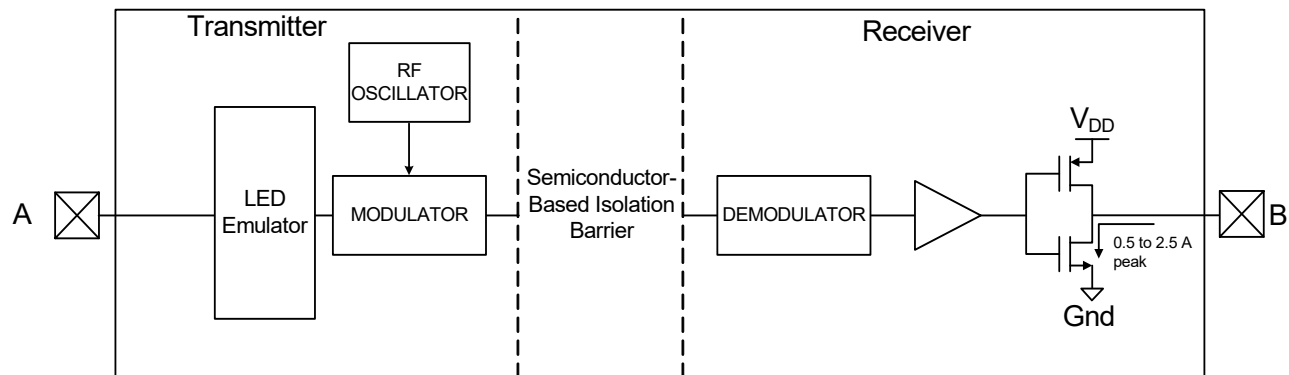 Transmitter
Receiver
RF
OSCILLATOR
LED
Emulator
MODULATOR
Semiconductor-
Based Isolation
Barrier
DEMODULATOR
VDD
0.5 to 2.5 A
peak
Gnd
A
B